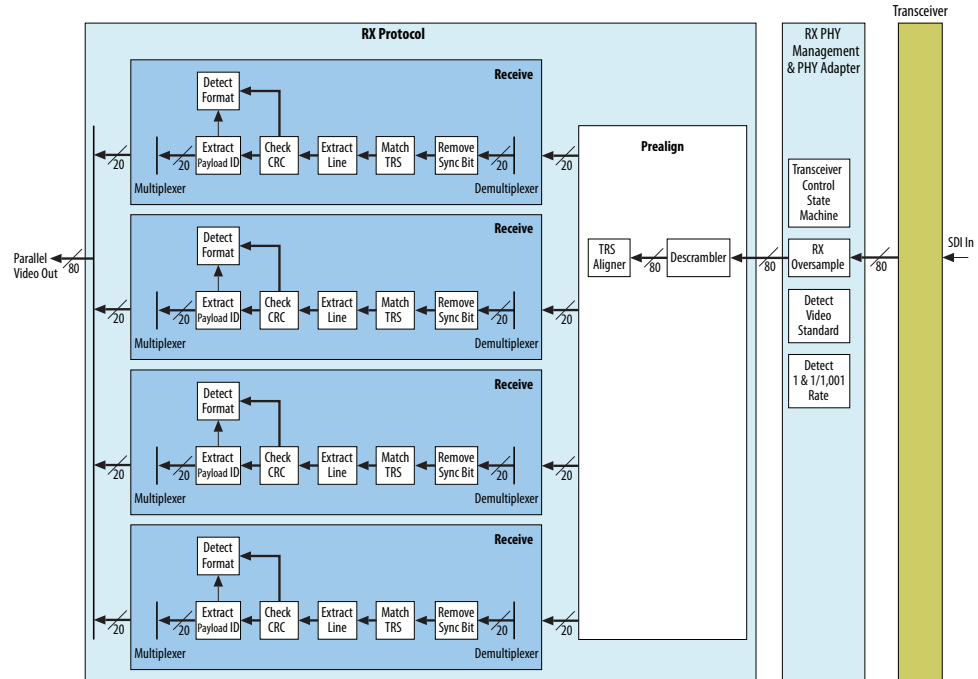 Transceiver
RX Protocol
RX PHY
Management
& PHY Adapter
Receive
Detect
Format
Extract
Payload ID
Check
CRC
Extract
Line
Match
TRS
Remove
Sync Bit
20
20
20
20
Multiplexer
Demultiplexer
Prealign
Transceiver
Control
State
Machine
Receive
Detect
Format
Extract
Payload ID
Check
CRC
Extract
Line
Match
TRS
Remove
Sync Bit
20
20
20
20
Multiplexer
Demultiplexer
Parallel
Video Out
80
TRS
Aligner
80
Descrambler
80
RX
Oversample
80
SDI In
Detect
Video
Standard
Detect
1 & 1/1,001
Rate
Receive
Detect
Format
Extract
Payload ID
Check
CRC
Extract
Line
Match
TRS
Remove
Sync Bit
20
20
20
20
Multiplexer
Demultiplexer
Receive
Detect
Format
Extract
Payload ID
Check
CRC
Extract
Line
Match
TRS
Remove
Sync Bit
20
20
20
20
Multiplexer
Demultiplexer